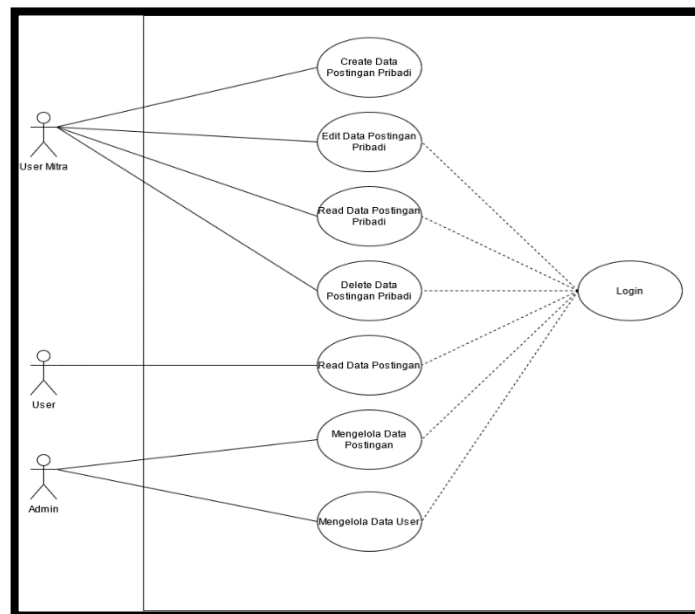 Create Data
Postingan Pribadi
User Mitra
Edit Data Postingan
Pribadi
Read Data Postingan
Pribadi
Delete Data
Postingan Pribadi
Login
User
Read Data Postingan
Admin
Mengelola Data
Postingan
Mengelola Data User